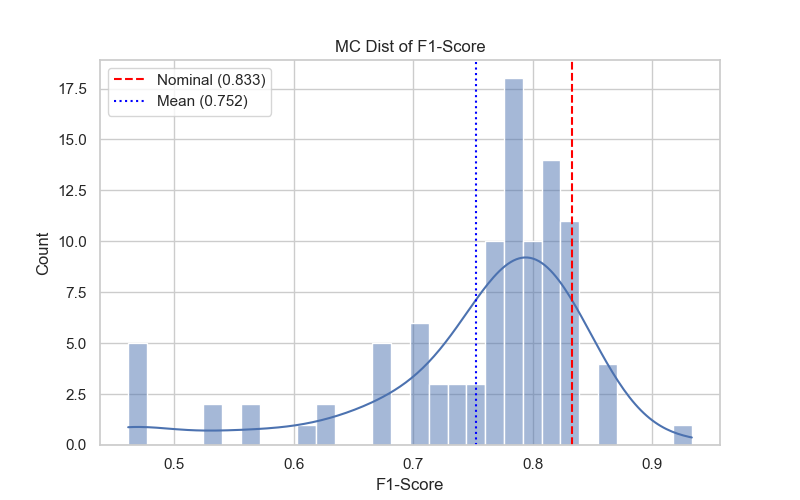 MC Dist of F1-Score
Nominal (0.833)
Mean (0.752)
17.5
15.0
12.5
10.0
7.5
5.0
2.5
0.0
Count
0.5 0.6 0.7 0.8 0.9
F1-Score